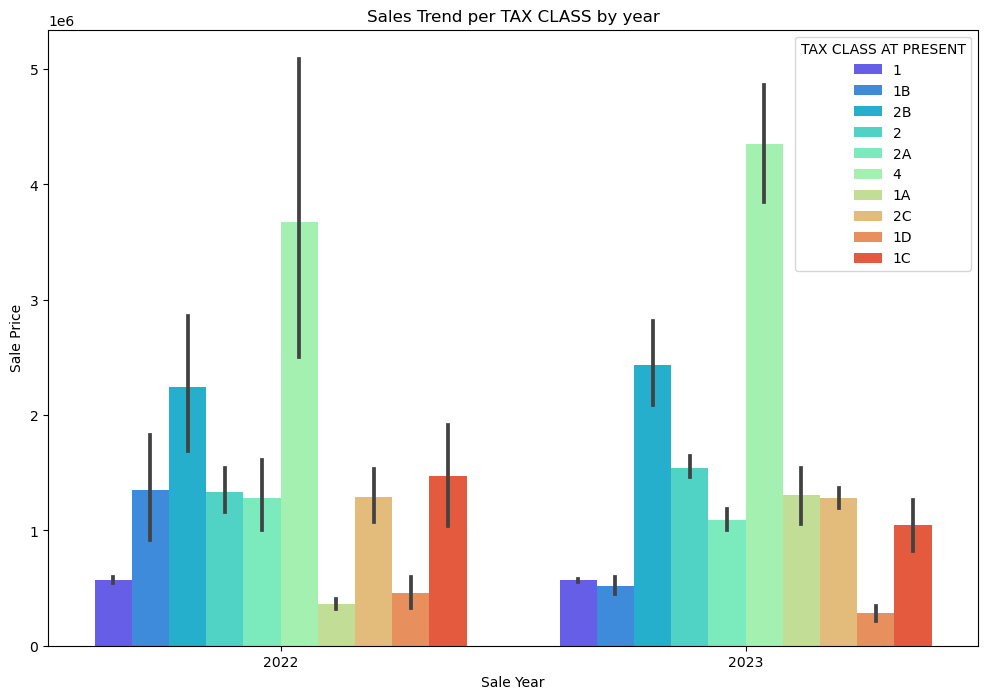 Sales Trend per TAX CLASS by year
1e6
TAX CLASS AT PRESENT
1
1B
2B
2
2A
4
1A
2C
1D
1C
5
4
3
2
1
0
Sale Price
2022
2023
Sale Year